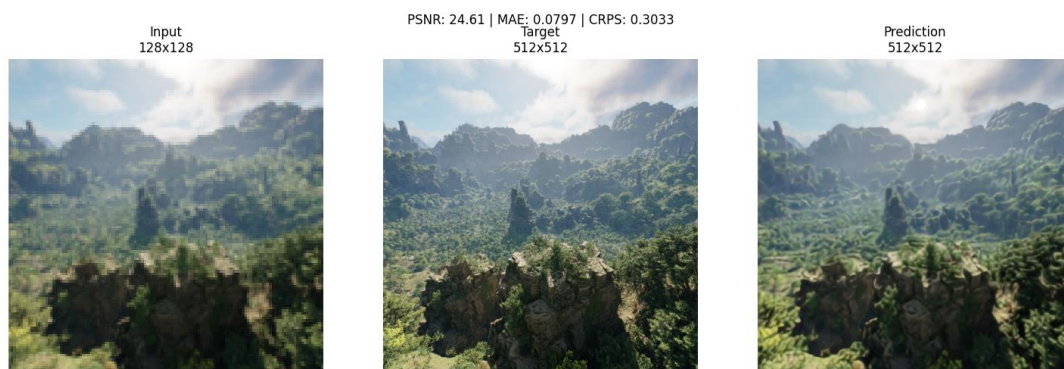 PSNR: 24.61 | MAE: 0.0797 | CRPS: 0.3033
Input
128x128
Target
512x512
Prediction
512x512